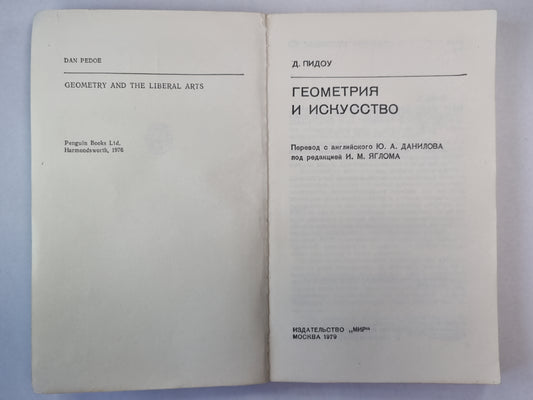 DAN PEDOE
GEOMETRY AND THE LIBERAL ARTS
Penguin Books Ltd,
Harmondsworth, 1976
Д. ПИДОУ
ГЕОМЕТРИЯ
И ИСКУССТВО
Перевод с английского Ю. А. ДАНИЛОВА
под редакцией И. М. ЯГЛОМА
ИЗДАТЕЛЬСТВО „МИР“
МОСКВА 1979